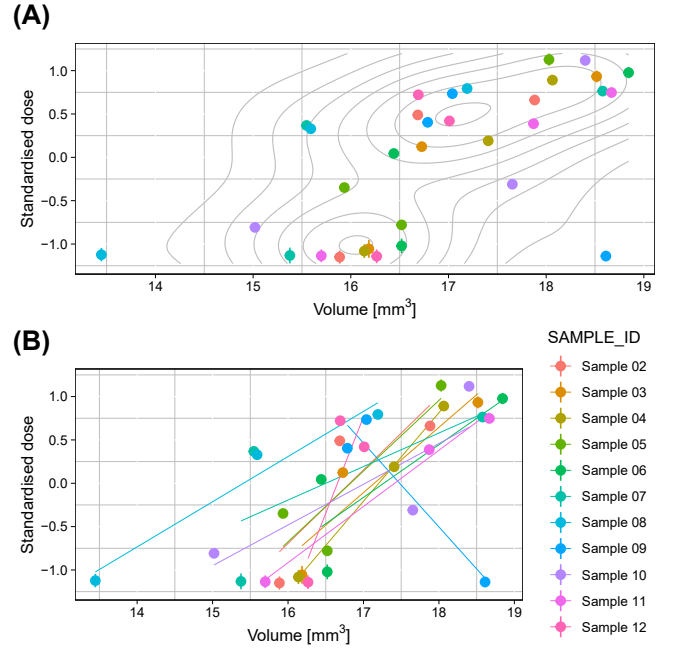 (A)
Standardised dose
1.0
0.5
0.0
−0.5
−1.0
14 15 16 17 18 19
Volume [mm³]
(B)
Standardised dose
1.0
0.5
0.0
−0.5
−1.0
14 15 16 17 18 19
Volume [mm³]
SAMPLE_ID
Sample 02
Sample 03
Sample 04
Sample 05
Sample 06
Sample 07
Sample 08
Sample 09
Sample 10
Sample 11
Sample 12